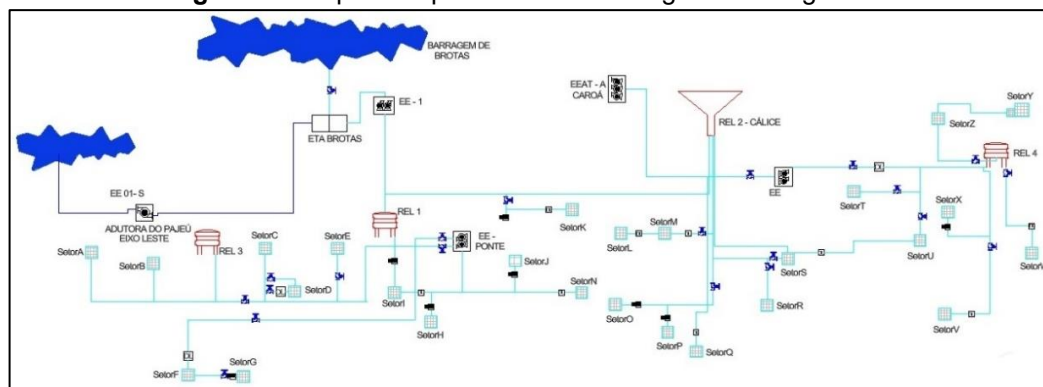 BARRAGEM DE
BROTAS
EE - 1
ETA BROTAS
EE 01- S
ADUTORA DO PAJEÚ
EIXO LESTE
EEAT - A
CAROÁ
REL 2 - CÁLICE
EE
SetorY
SetorZ
REL 4
SetorA
SetorB
REL 3
SetorC
SetorD
SetorE
REL 1
EE -
PONTE
SetorK
SetorJ
SetorI
SetorN
SetorH
SetorF
SetorG
SetorL
SetorM
SetorO
SetorP
SetorQ
SetorR
SetorS
SetorT
SetorU
SetorX
SetorV